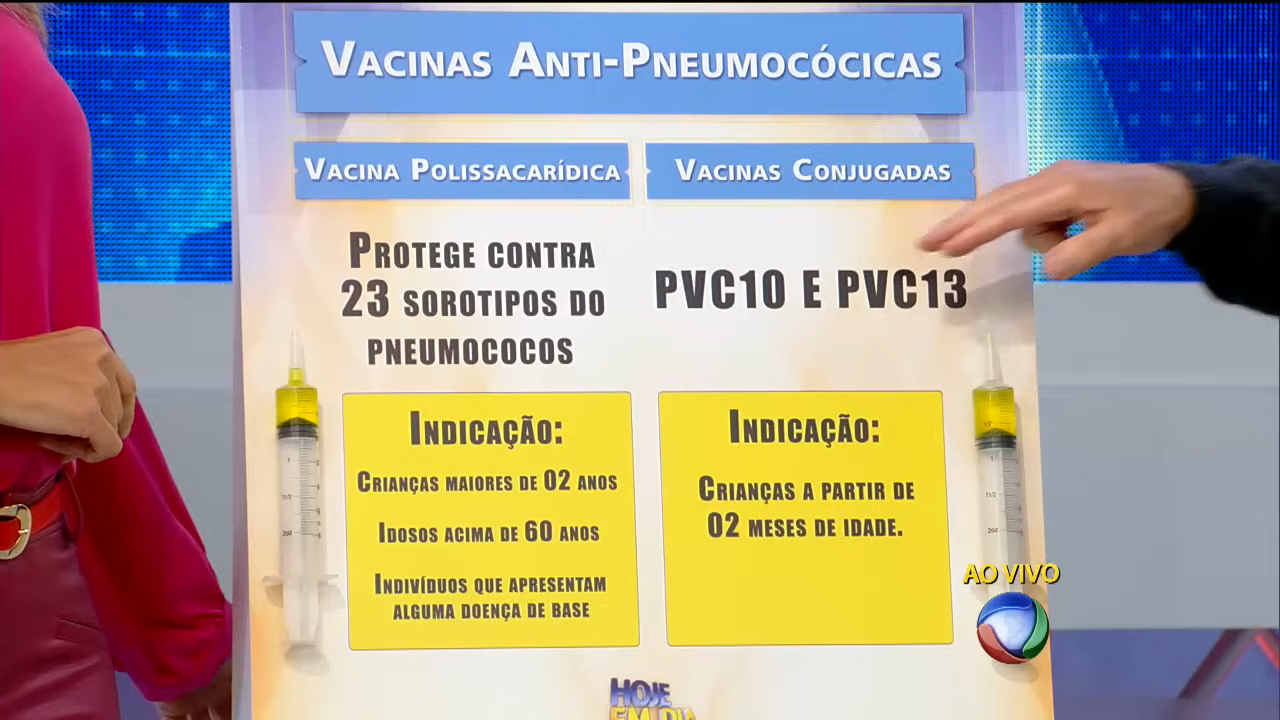 Vacinas Anti-Pneumocócicas
Vacina Polissacarídica
Protege contra
23 sorotipos do
pneumococos
Indicação:
Crianças maiores de 02 anos
Idosos acima de 60 anos
Indivíduos que apresentam
alguma doença de base
Vacinas Conjugadas
PVC10 e PVC13
Indicação:
Crianças a partir de
02 meses de idade.
AO VIVO
HOJE
EM DIA